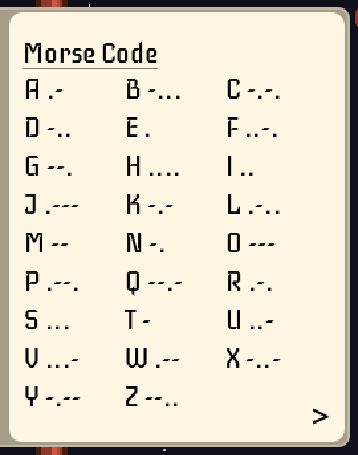 Morse Code
A .- B -... C -.-.
D -.. E . F ..-.
G --. H .... I ..
J .--- K -.- L .-..
M -- N -. O ---
P .--. Q --.- R .-.
S ... T - U ..-
V ...- W .-- X -..-
Y -.-- Z --..
>